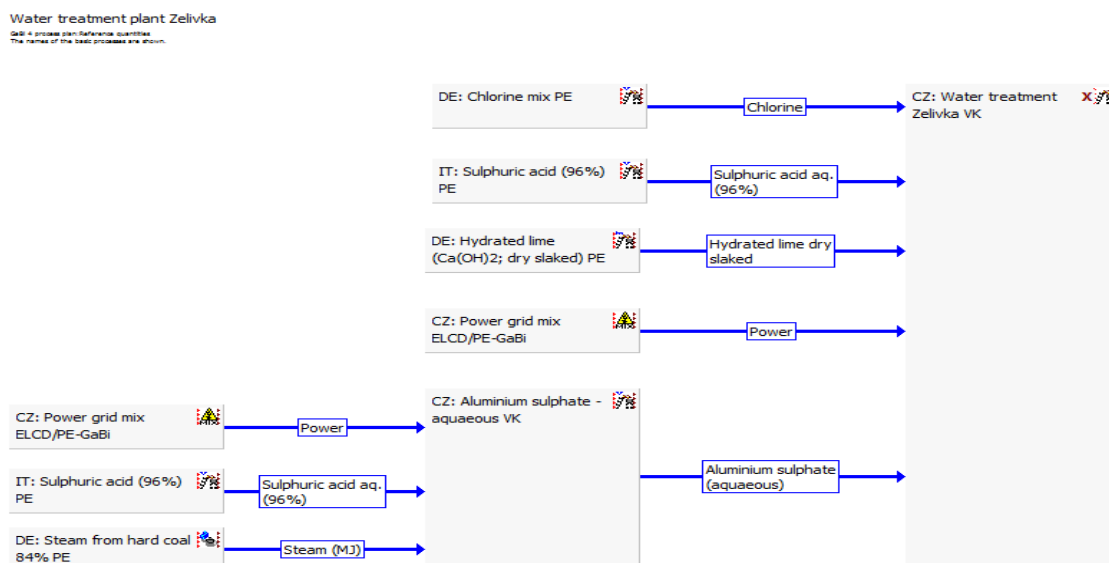 Water treatment plant Zelivka
GaBi 4 process plan:Reference quantities
The names of the basic processes are shown.
DE: Chlorine mix PE
Chlorine
CZ: Water treatment
Zelivka VK
X
IT: Sulphuric acid (96%)
PE
Sulphuric acid aq.
(96%)
DE: Hydrated lime
(Ca(OH)2; dry slaked) PE
Hydrated lime dry
slaked
CZ: Power grid mix
ELCD/PE-GaBi
Power
CZ: Power grid mix
ELCD/PE-GaBi
Power
CZ: Aluminium sulphate -
aquaeous VK
IT: Sulphuric acid (96%)
PE
Sulphuric acid aq.
(96%)
Aluminium sulphate
(aquaeous)
DE: Steam from hard coal
84% PE
Steam (MJ)